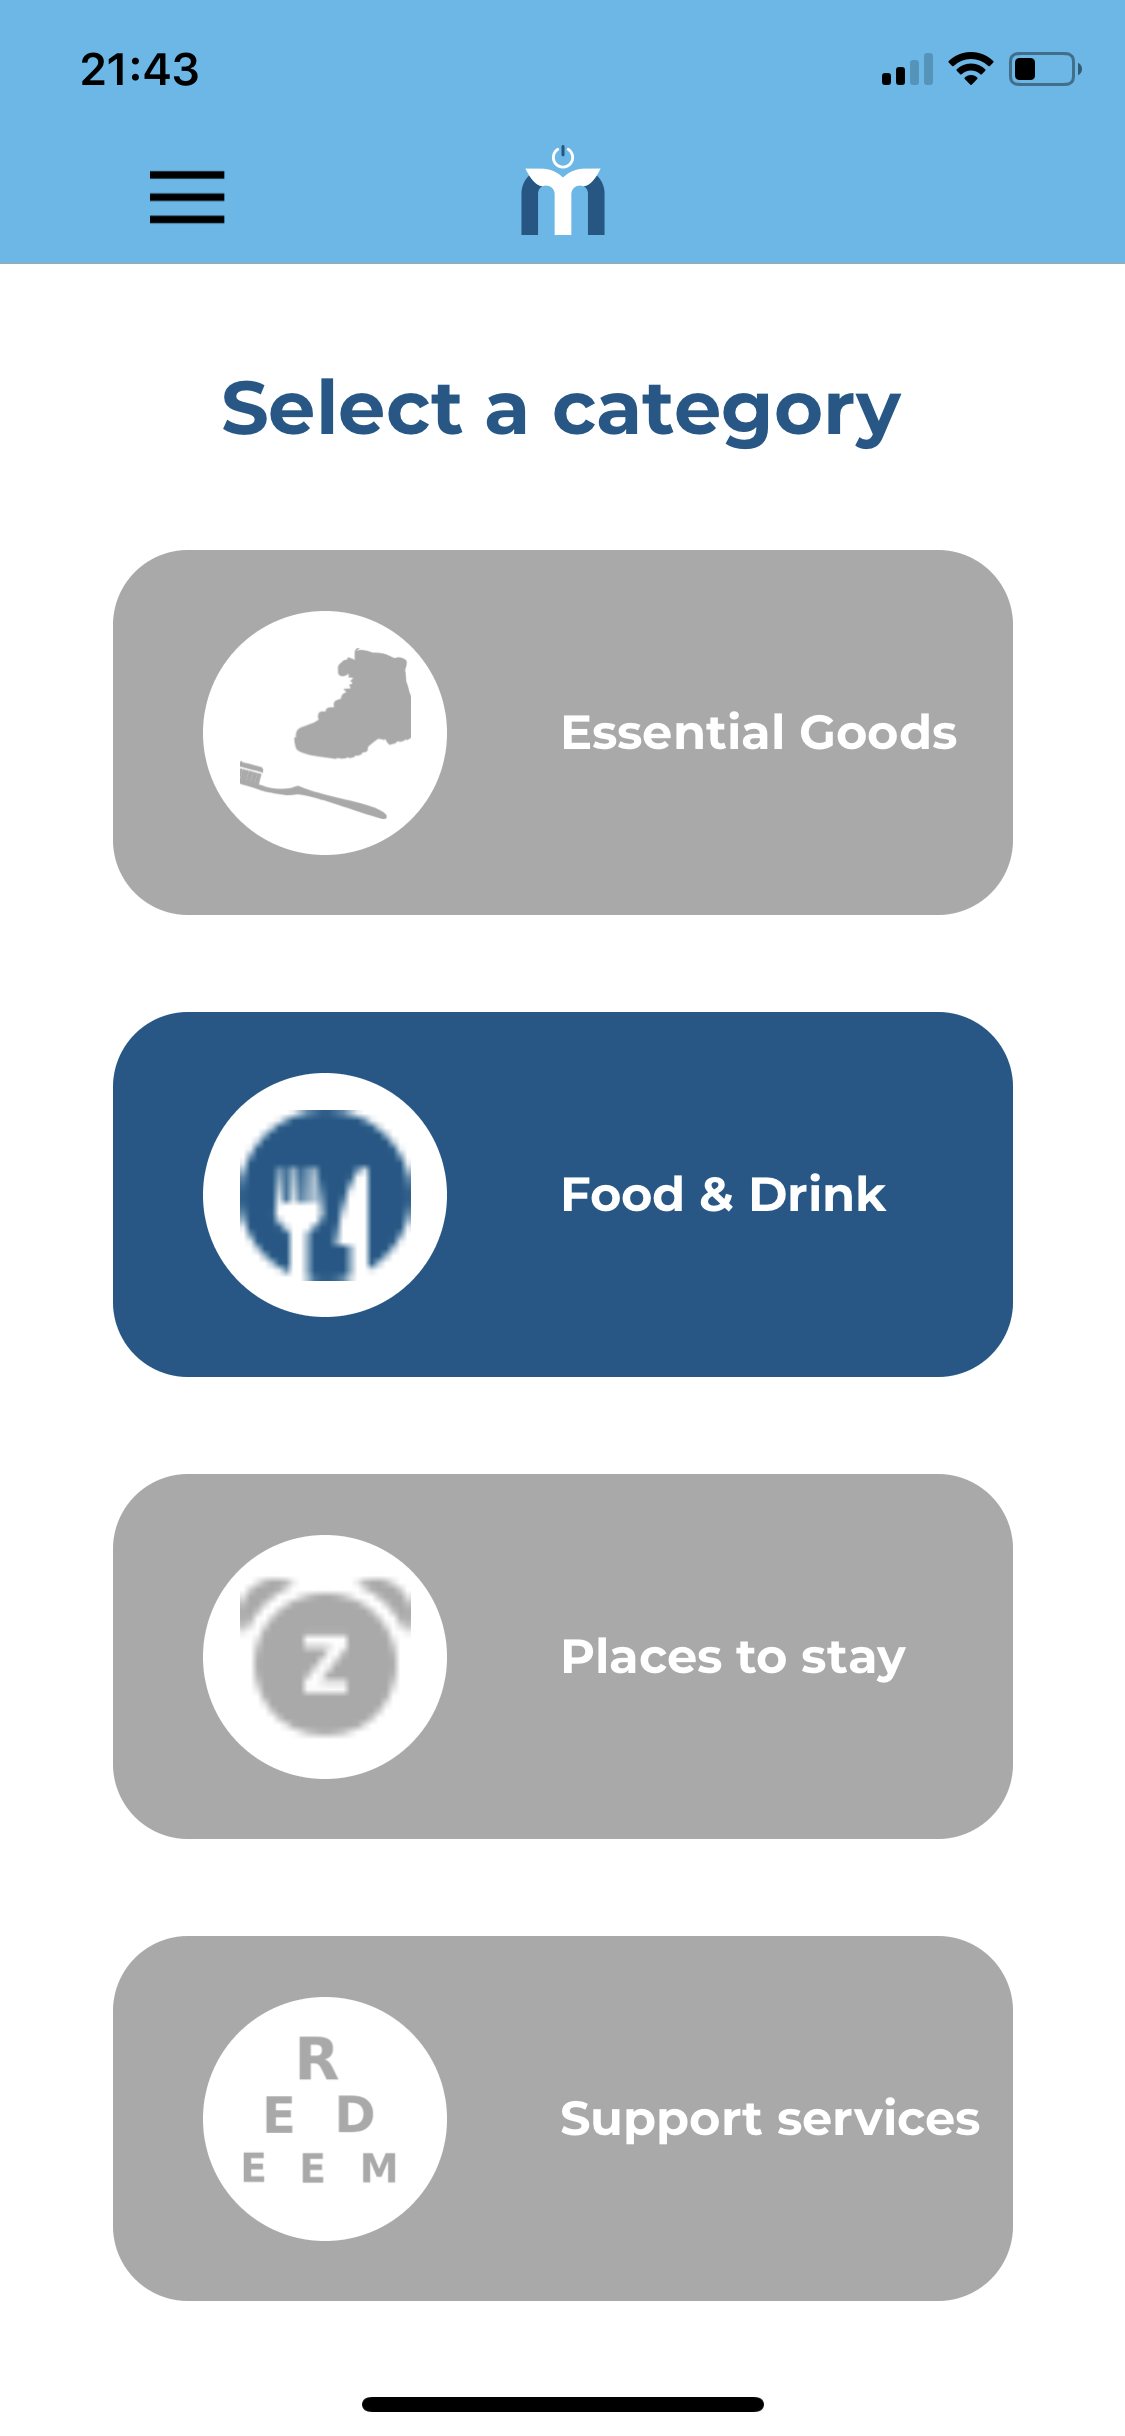 21:43
Select a category
Essential Goods
Food & Drink
Z
Places to stay
R
E D
E E M
Support services